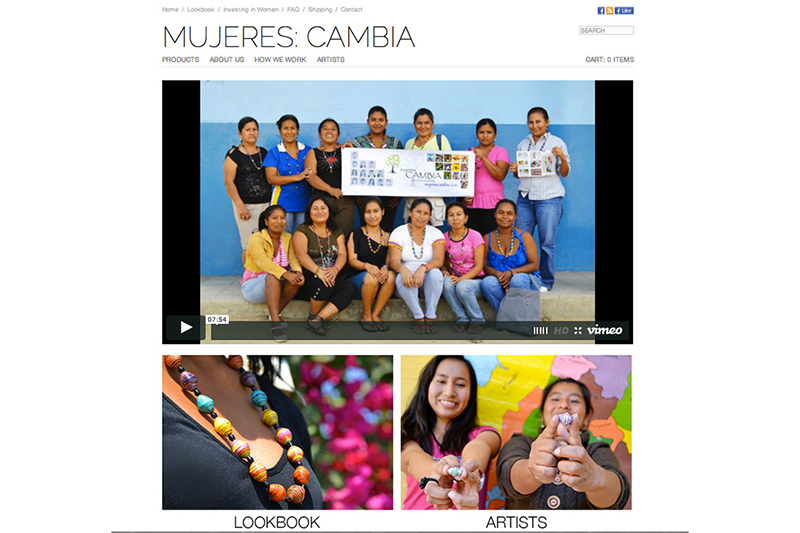 Home / Lookbook / Investing in Women / FAQ / Shipping / Contact
Like
MUJERES: CAMBIA
SEARCH
PRODUCTS ABOUT US HOW WE WORK ARTISTS
CART: 0 ITEMS
mujeres
CAMBIA
mujerescambia.com
07:54
HD vimeo
LOOKBOOK
ARTISTS